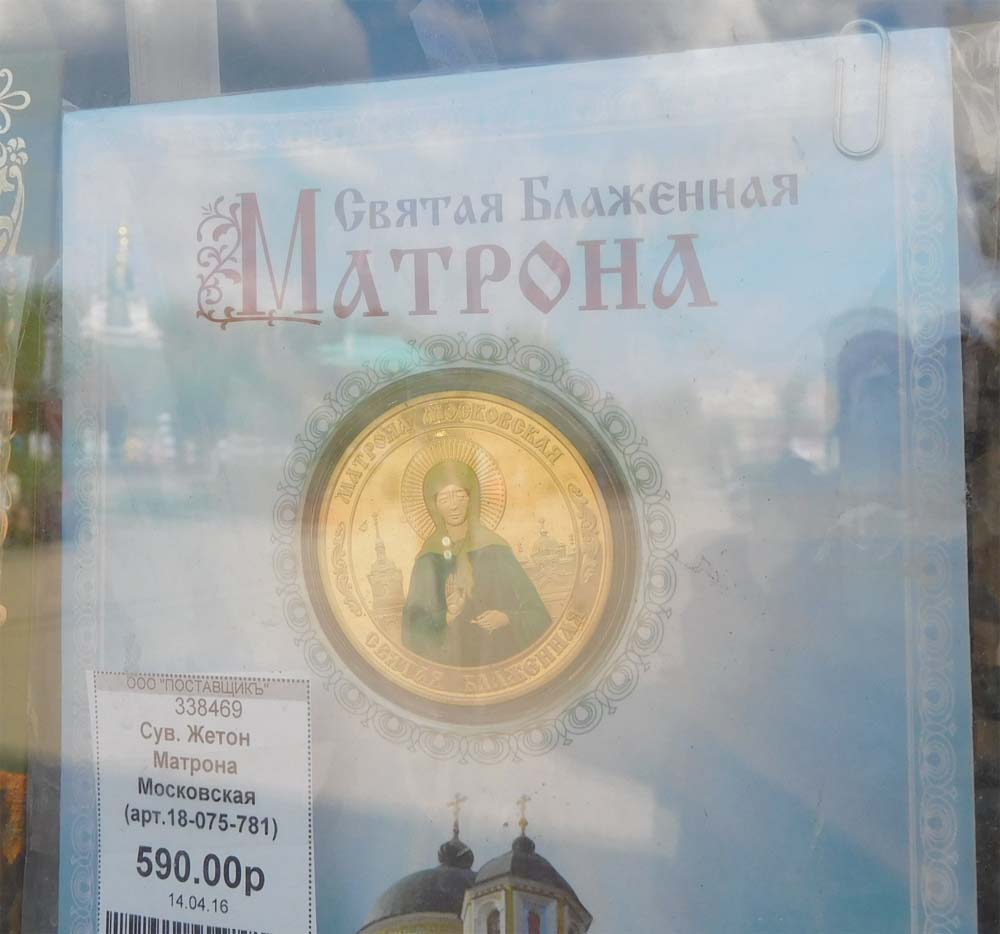 Святая Блаженная
Матрона
МАТРОНА МОСКОВСКАЯ
СВЯТАЯ БЛАЖЕННАЯ
ООО "ПОСТАВЩИКЪ"
338469
Сув. Жетон
Матрона
Московская
(арт.18-075-781)
590.00р
14.04.16